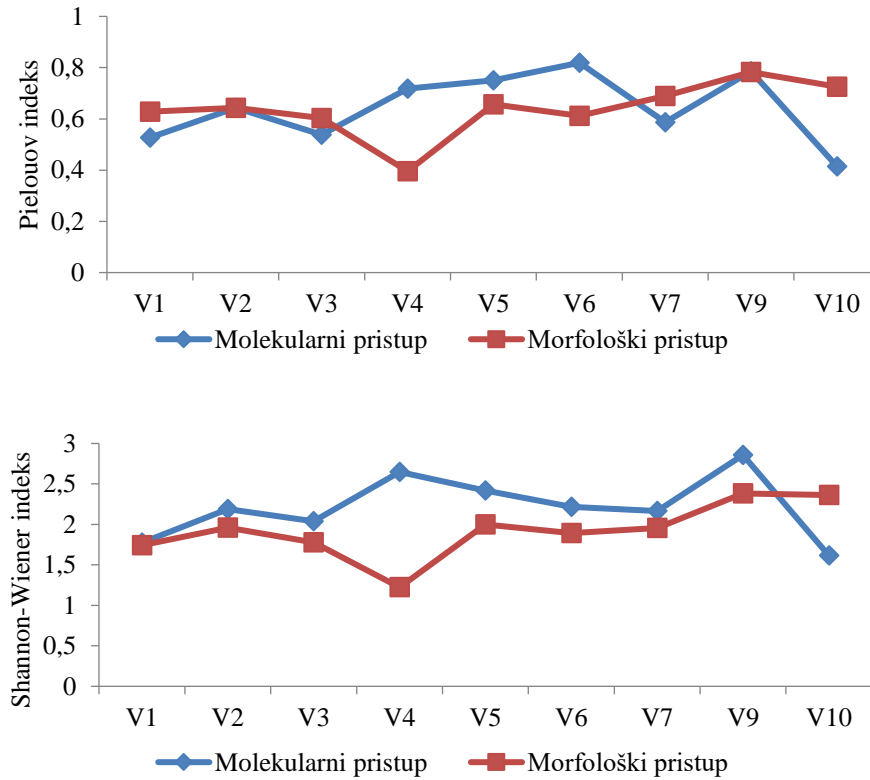 Pielouov indeks
1
0,8
0,6
0,4
0,2
0
V1 V2 V3 V4 V5 V6 V7 V9 V10
Molekularni pristup Morfološki pristup
Shannon-Wiener indeks
3
2,5
2
1,5
1
0,5
0
V1 V2 V3 V4 V5 V6 V7 V9 V10
Molekularni pristup Morfološki pristup